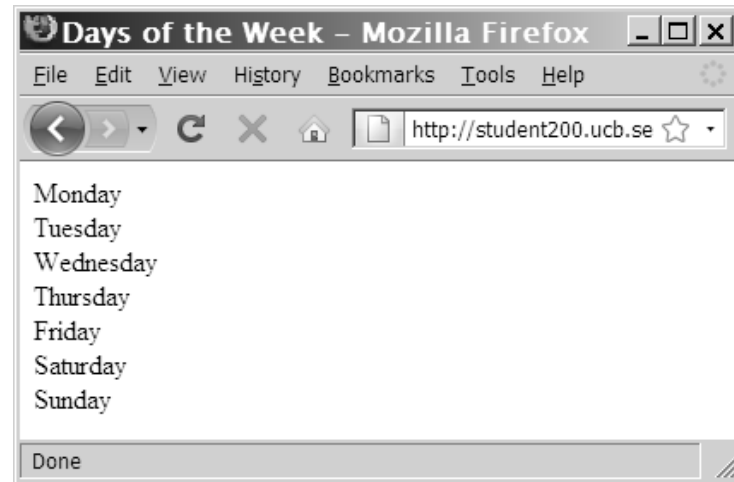 Days of the Week – Mozilla Firefox
File Edit View History Bookmarks Tools Help
http://student200.ucb.se
Monday
Tuesday
Wednesday
Thursday
Friday
Saturday
Sunday
Done